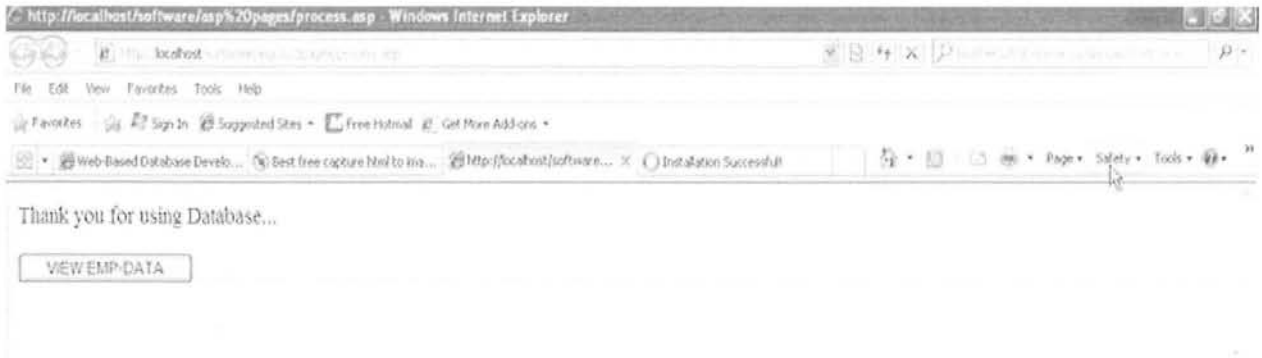 http://localhost/software/asp%20pages/process.asp - Windows Internet Explorer
localhost
File Edit View Favorites Tools Help
Favorites Sign In Suggested Sites Free Hotmail Get More Add-ons
Web-Based Database Develo... Best free capture html to ima... http://localhost/software... Installation Successful! Page Safety Tools
Thank you for using Database...
VIEW EMP-DATA